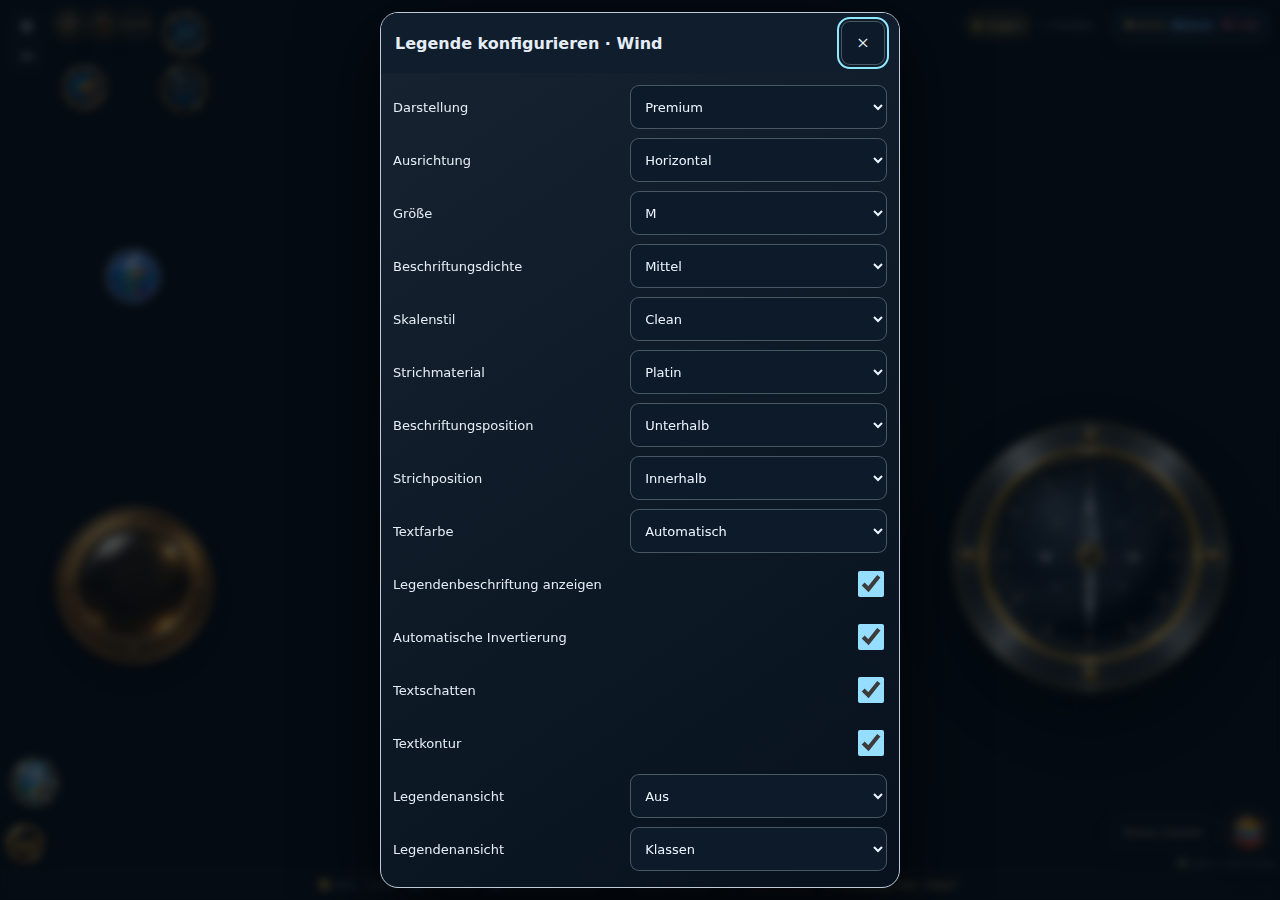 Legende konfigurieren · Wind ×
Darstellung Premium
Ausrichtung Horizontal
Größe M
Beschriftungsdichte Mittel
Skalenstil Clean
Strichmaterial Platin
Beschriftungsposition Unterhalb
Strichposition Innerhalb
Textfarbe Automatisch
Legendenbeschriftung anzeigen
Automatische Invertierung
Textschatten
Textkontur
Legendenansicht Aus
Legendenansicht Klassen